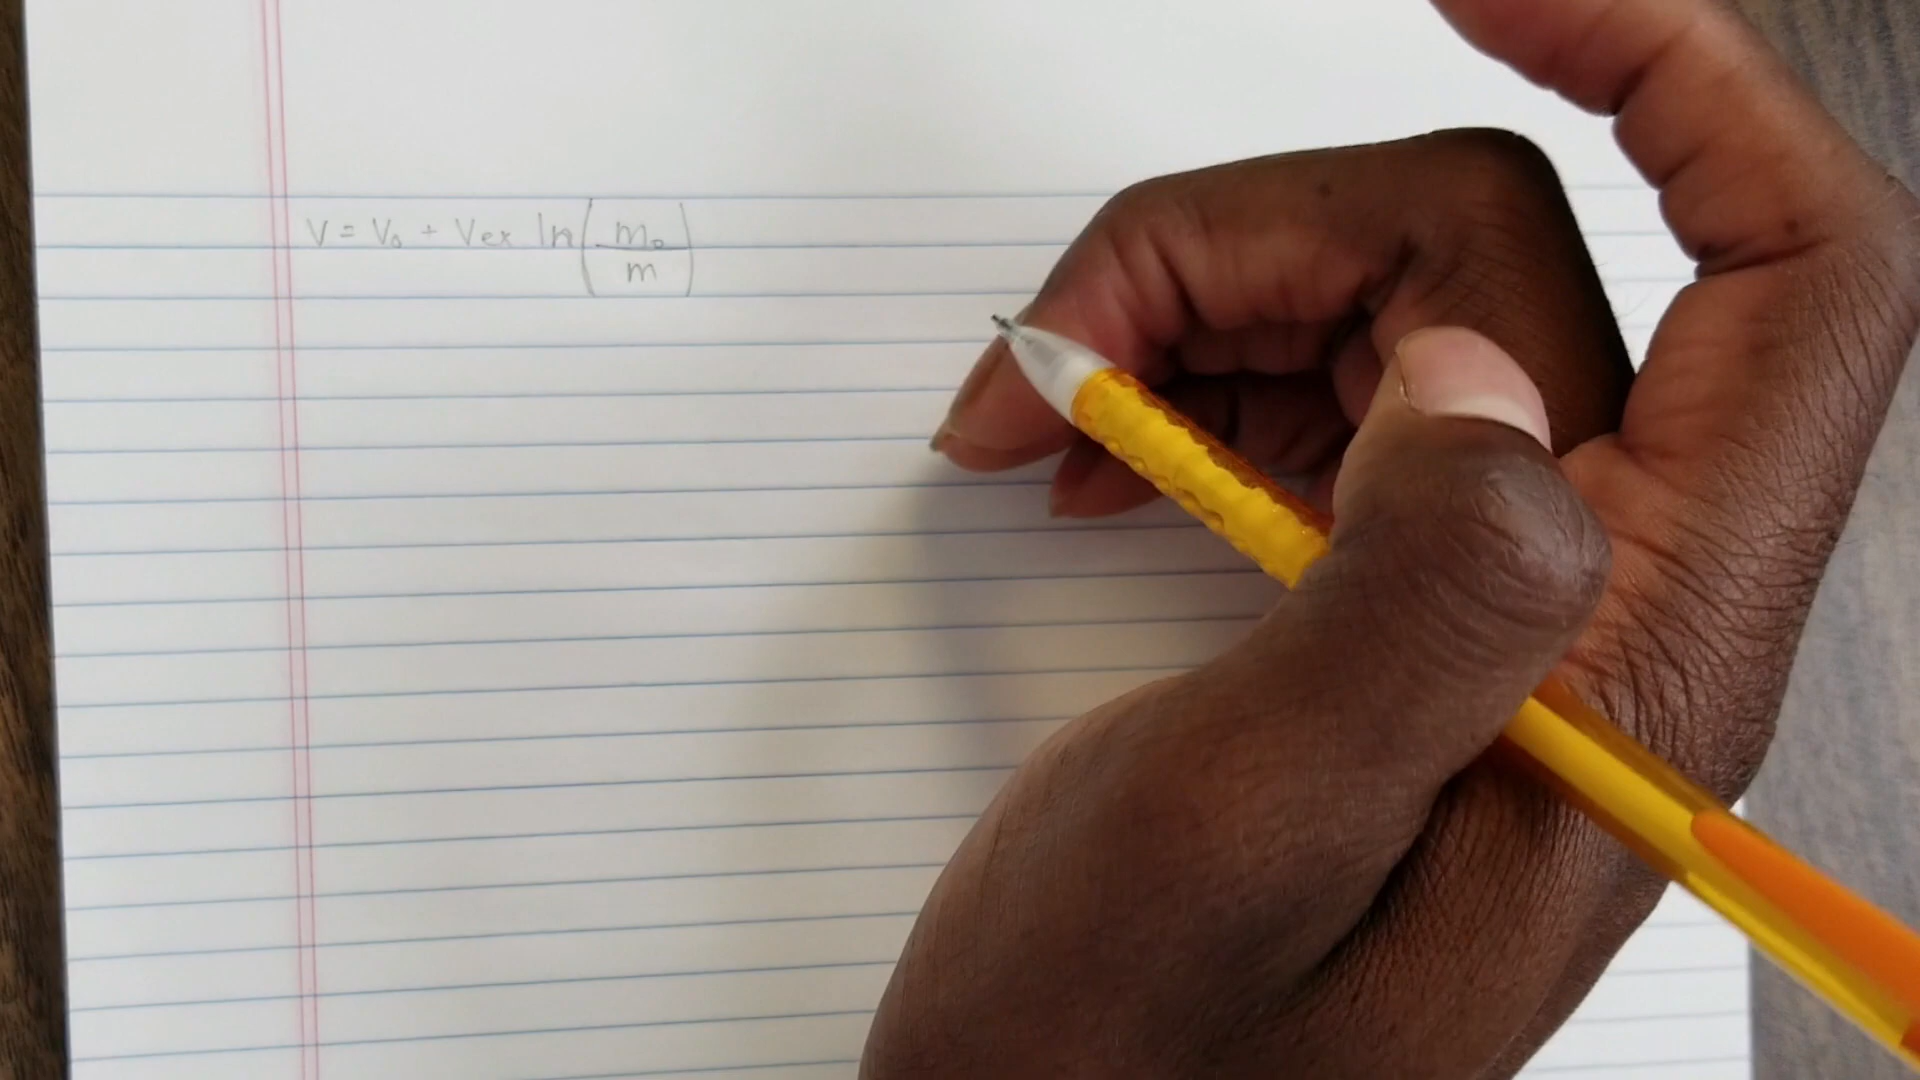 V = V₀ + Vex ln(m₀/m)